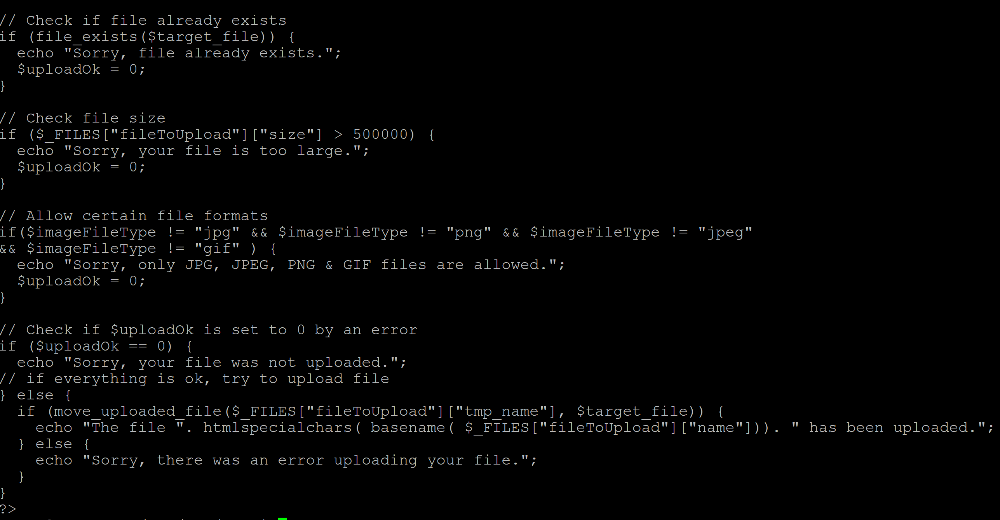 // Check if file already exists
if (file_exists($target_file)) {
  echo "Sorry, file already exists.";
  $uploadOk = 0;
}

// Check file size
if ($_FILES["fileToUpload"]["size"] > 500000) {
  echo "Sorry, your file is too large.";
  $uploadOk = 0;
}

// Allow certain file formats
if($imageFileType != "jpg" && $imageFileType != "png" && $imageFileType != "jpeg"
&& $imageFileType != "gif" ) {
  echo "Sorry, only JPG, JPEG, PNG & GIF files are allowed.";
  $uploadOk = 0;
}

// Check if $uploadOk is set to 0 by an error
if ($uploadOk == 0) {
  echo "Sorry, your file was not uploaded.";
// if everything is ok, try to upload file
} else {
  if (move_uploaded_file($_FILES["fileToUpload"]["tmp_name"], $target_file)) {
    echo "The file ". htmlspecialchars( basename( $_FILES["fileToUpload"]["name"])). " has been uploaded.";
  } else {
    echo "Sorry, there was an error uploading your file.";
  }
}
?>